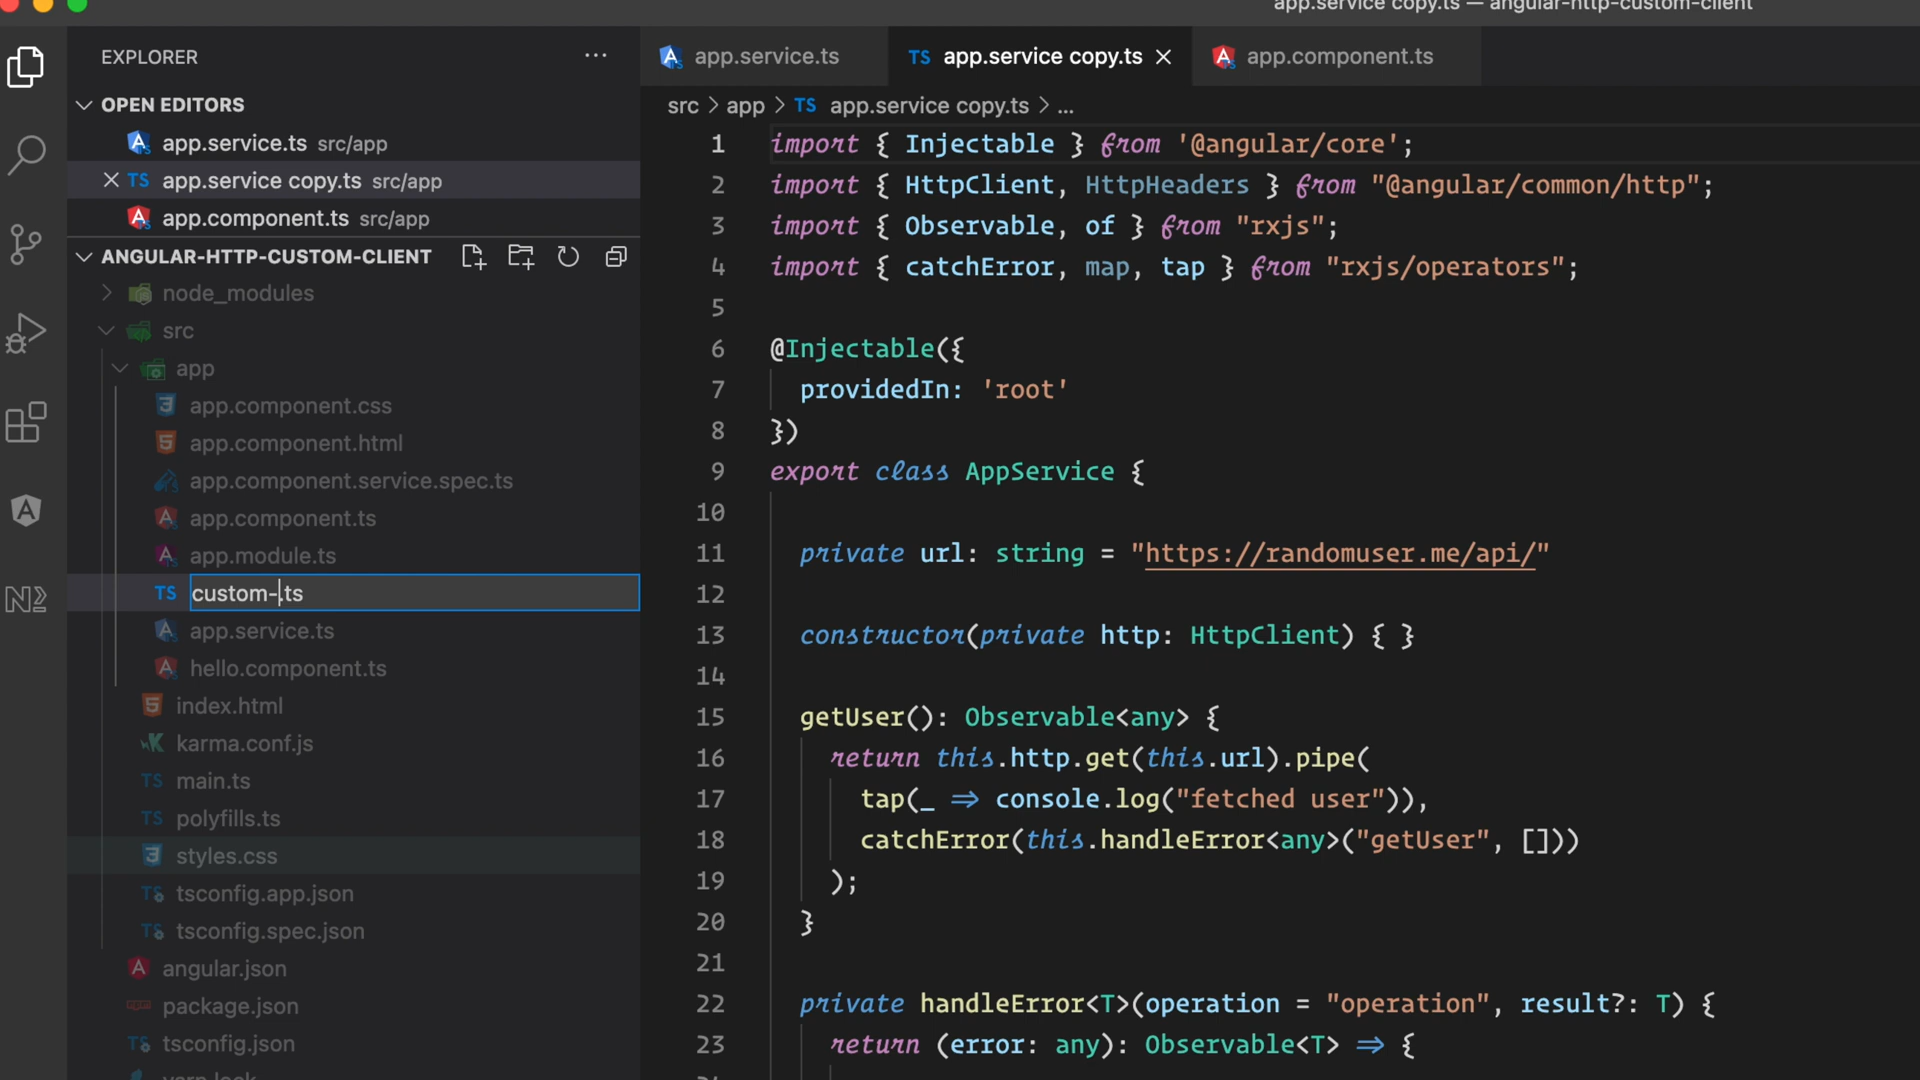 app.service copy.ts — angular-http-custom-client
EXPLORER
OPEN EDITORS
app.service.ts src/app
TS app.service copy.ts src/app
app.component.ts src/app
ANGULAR-HTTP-CUSTOM-CLIENT
node_modules
src
app
app.component.css
app.component.html
app.component.service.spec.ts
app.component.ts
app.module.ts
TS custom-.ts
app.service.ts
hello.component.ts
index.html
karma.conf.js
TS main.ts
TS polyfills.ts
styles.css
TS tsconfig.app.json
TS tsconfig.spec.json
angular.json
package.json
TS tsconfig.json
app.service.ts
TS app.service copy.ts
app.component.ts
src > app > TS app.service copy.ts > ...
1 import { Injectable } from '@angular/core';
2 import { HttpClient, HttpHeaders } from "@angular/common/http";
3 import { Observable, of } from "rxjs";
4 import { catchError, map, tap } from "rxjs/operators";
5
6 @Injectable({
7 providedIn: 'root'
8 })
9 export class AppService {
10
11 private url: string = "https://randomuser.me/api/"
12
13 constructor(private http: HttpClient) { }
14
15 getUser(): Observable<any> {
16 return this.http.get(this.url).pipe(
17 tap(_ => console.log("fetched user")),
18 catchError(this.handleError<any>("getUser", []))
19 );
20 }
21
22 private handleError<T>(operation = "operation", result?: T) {
23 return (error: any): Observable<T> => {